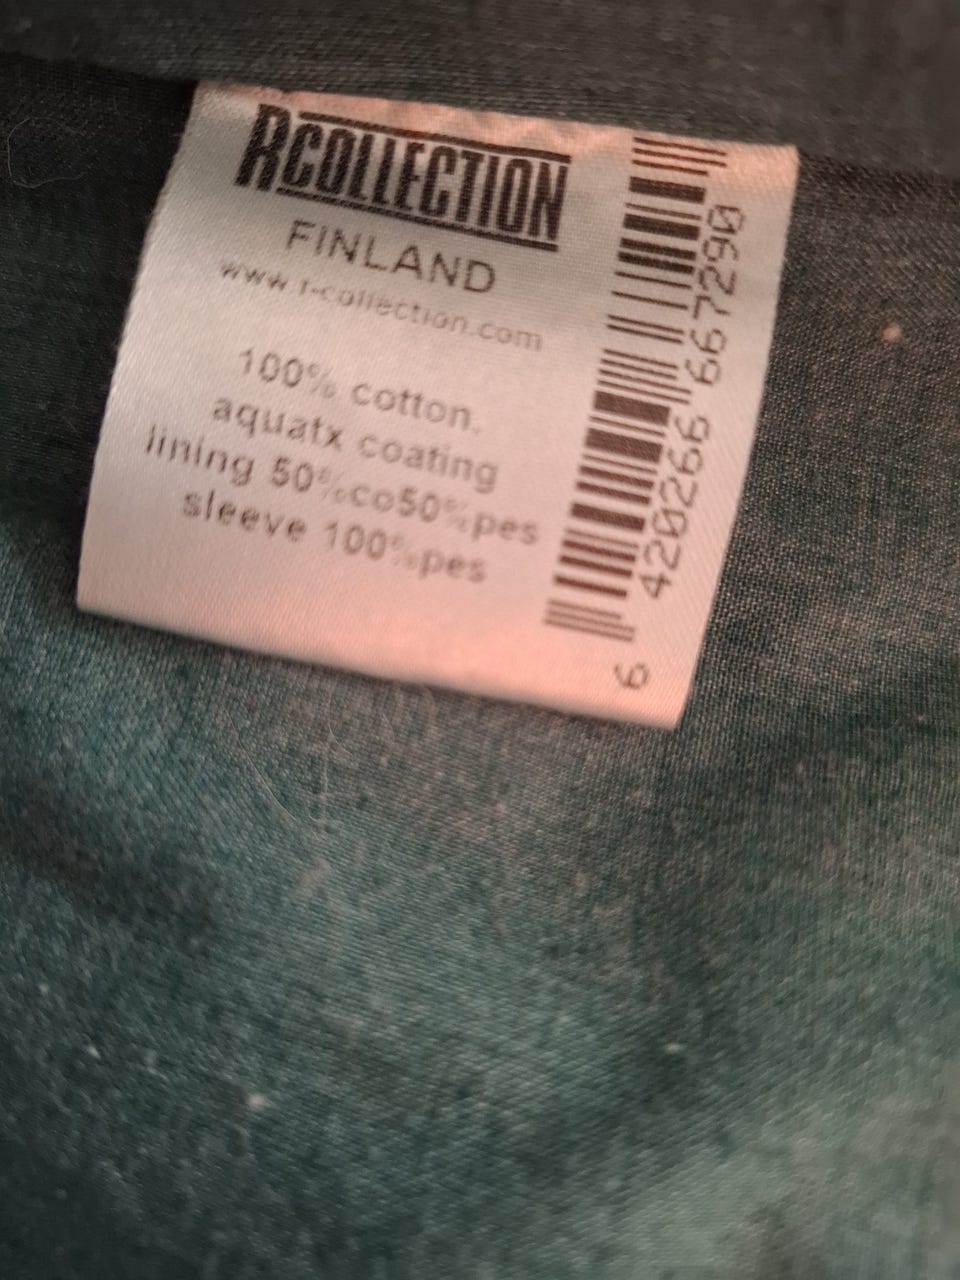 RCOLLECTION
FINLAND
www.r-collection.com
100% cotton.
aquatx coating
lining 50%co50%pes
sleeve 100%pes
6 420266 667290